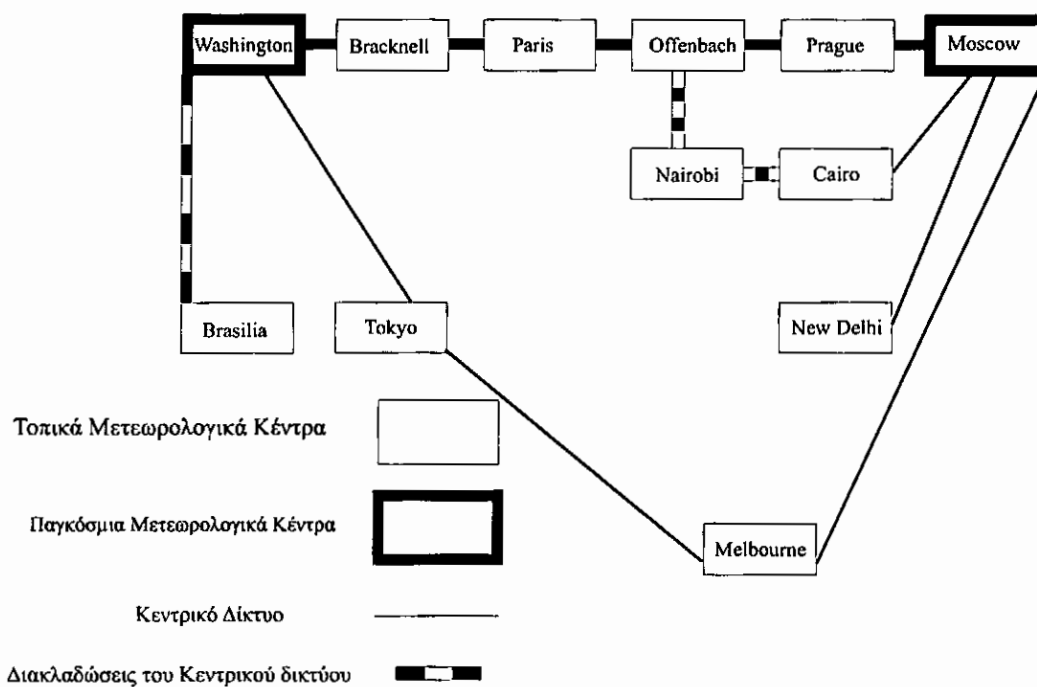 Washington
Bracknell
Paris
Offenbach
Prague
Moscow
Nairobi
Cairo
Brasilia
Tokyo
New Delhi
Τοπικά Μετεωρολογικά Κέντρα
Παγκόσμια Μετεωρολογικά Κέντρα
Melbourne
Κεντρικό Δίκτυο
Διακλαδώσεις του Κεντρικού δικτύου